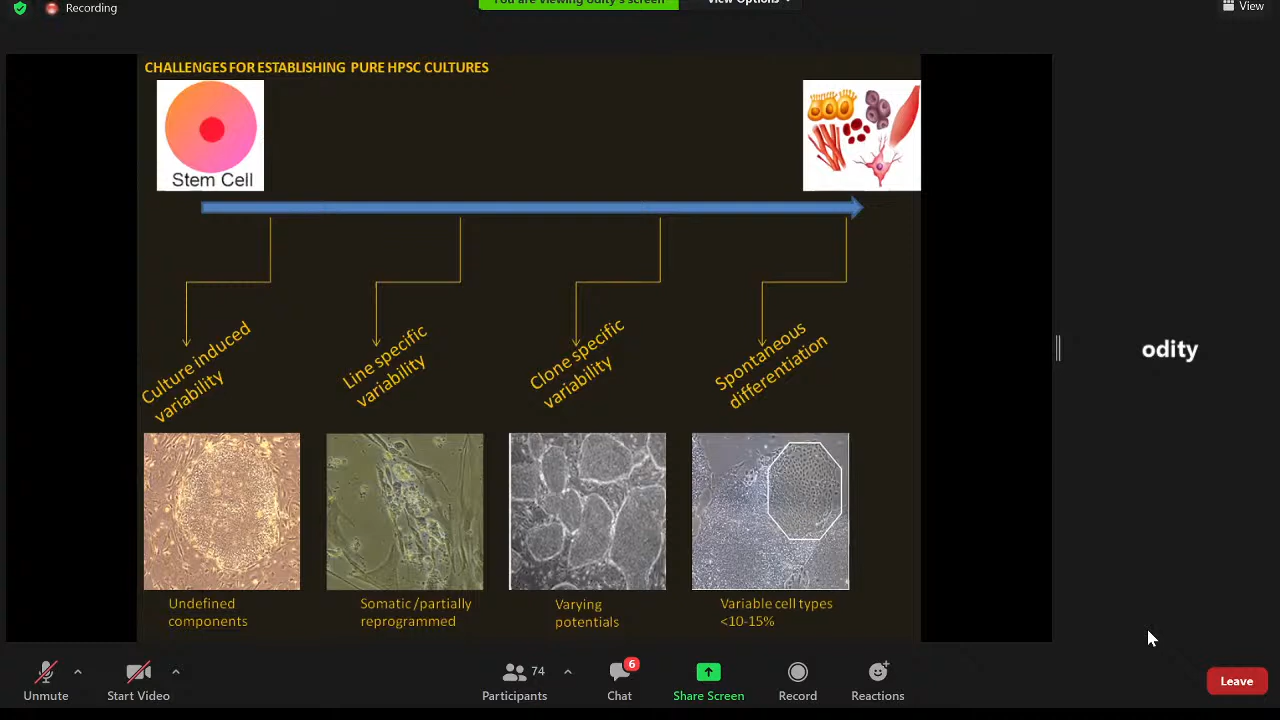 Recording
You are viewing odity's screen
View Options
View
CHALLENGES FOR ESTABLISHING PURE HPSC CULTURES
Stem Cell
Culture induced
variability
Line specific
variability
Clone specific
variability
Spontaneous
differentiation
odity
Undefined
components
Somatic /partially
reprogrammed
Varying
potentials
Variable cell types
<10-15%
Unmute
Start Video
74
Participants
6
Chat
Share Screen
Record
Reactions
Leave